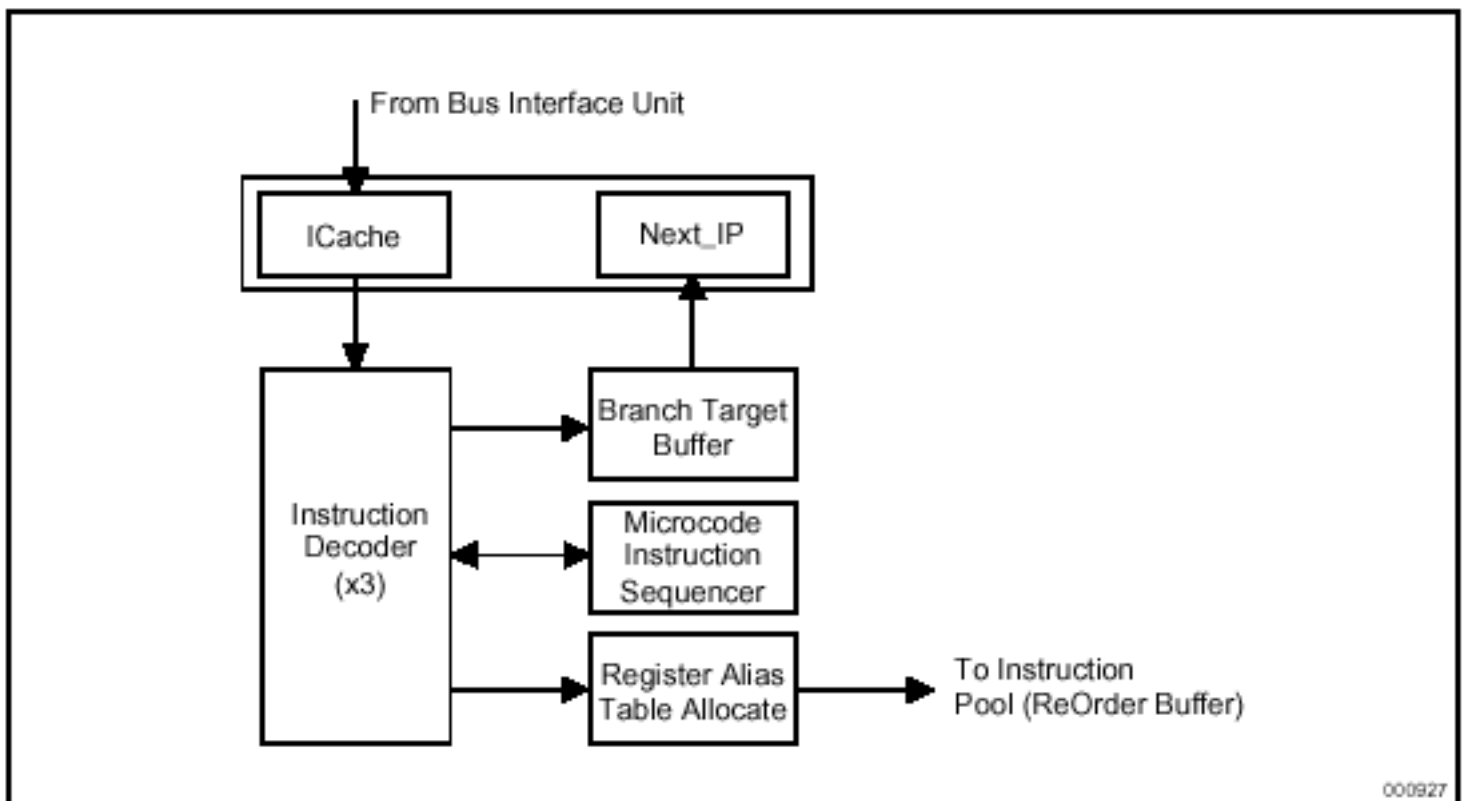 From Bus Interface Unit
ICache
Next_IP
Branch Target
Buffer
Instruction
Decoder
(x3)
Microcode
Instruction
Sequencer
Register Alias
Table Allocate
To Instruction
Pool (ReOrder Buffer)
000927